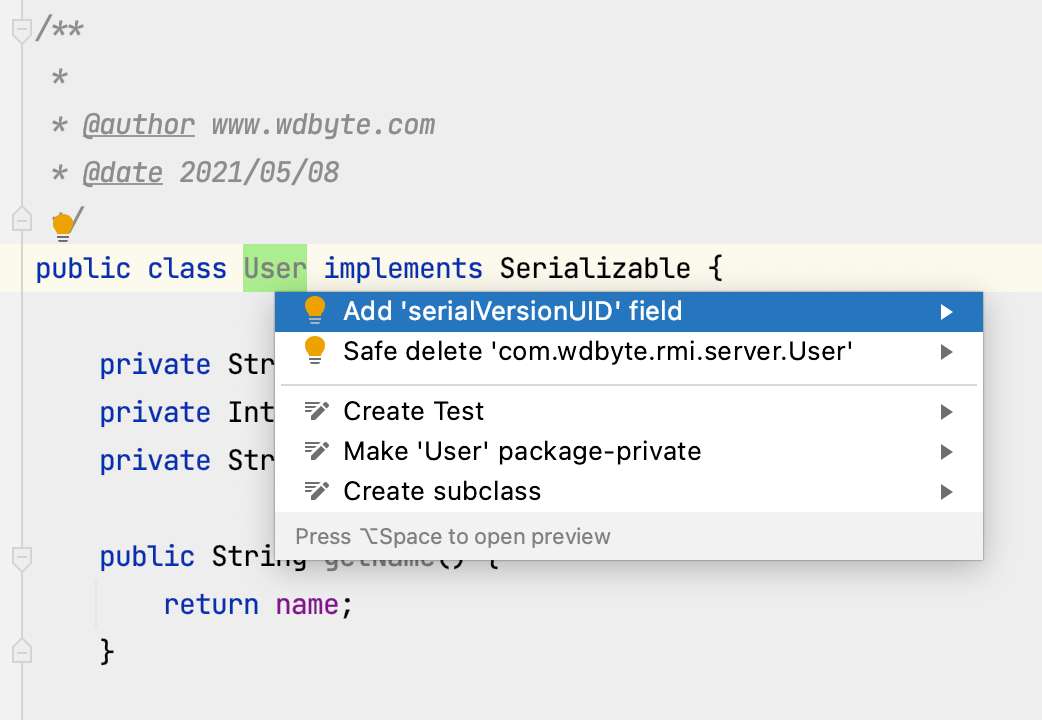 /**
*
* @author www.wdbyte.com
* @date 2021/05/08
*/
public class User implements Serializable {
Add 'serialVersionUID' field
Safe delete 'com.wdbyte.rmi.server.User'
Create Test
Make 'User' package-private
Create subclass
Press ⌥Space to open preview
private Str
private Int
private Str
public String getName() {
return name;
}